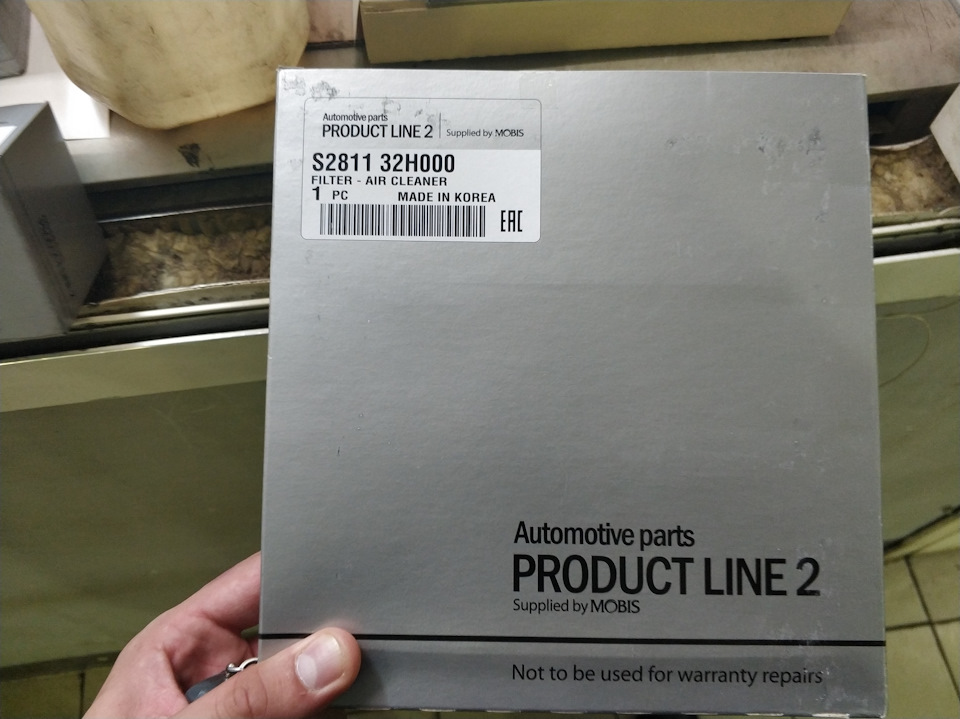 Automotive parts
PRODUCT LINE 2 | Supplied by MOBIS
S2811 32H000
FILTER - AIR CLEANER
1 PC MADE IN KOREA
EAC
Automotive parts
PRODUCT LINE 2
Supplied by MOBIS
Not to be used for warranty repairs